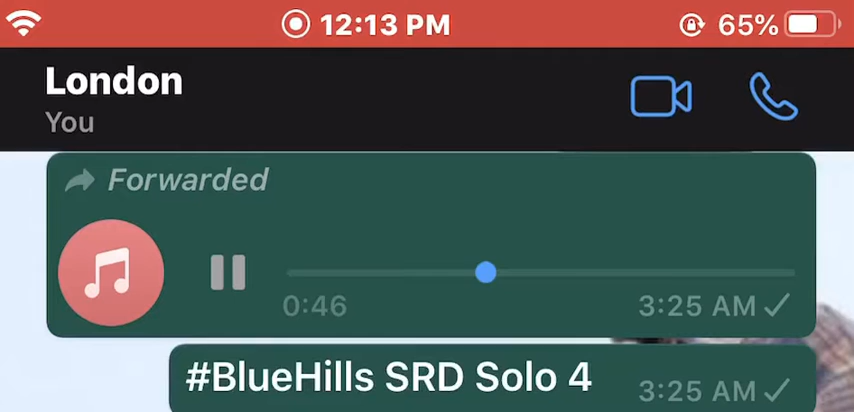 12:13 PM 65%
London
You
Forwarded
0:46 3:25 AM
#BlueHills SRD Solo 4 3:25 AM